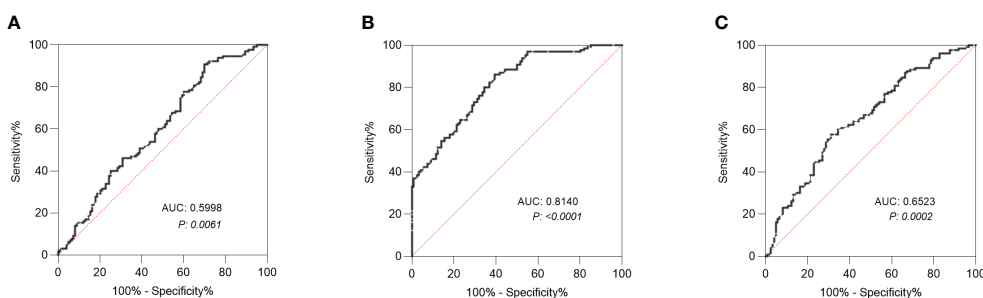 A
100
80
60
40
20
0
Sensitivity%
AUC: 0.5998
P: 0.0061
0 20 40 60 80 100
100% - Specificity%
B
100
80
60
40
20
0
Sensitivity%
AUC: 0.8140
P: <0.0001
0 20 40 60 80 100
100% - Specificity%
C
100
80
60
40
20
0
Sensitivity%
AUC: 0.6523
P: 0.0002
0 20 40 60 80 100
100% - Specificity%